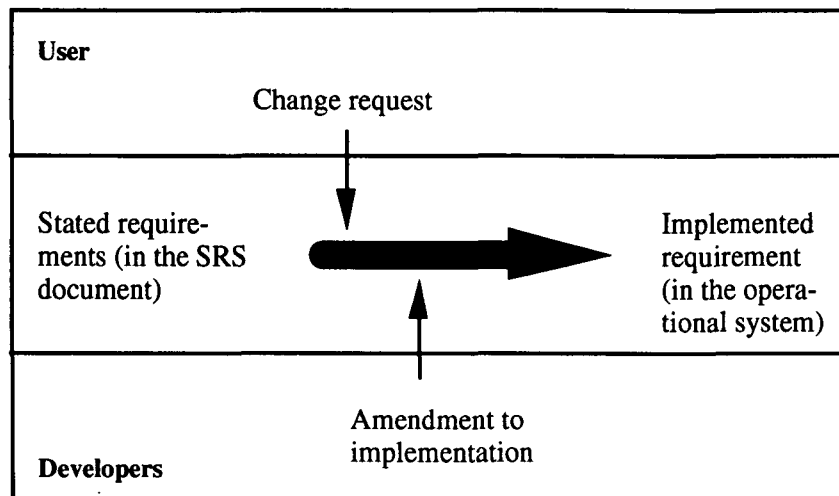 User
Change request
Stated require-
ments (in the SRS
document)
Implemented
requirement
(in the opera-
tional system)
Amendment to
implementation
Developers